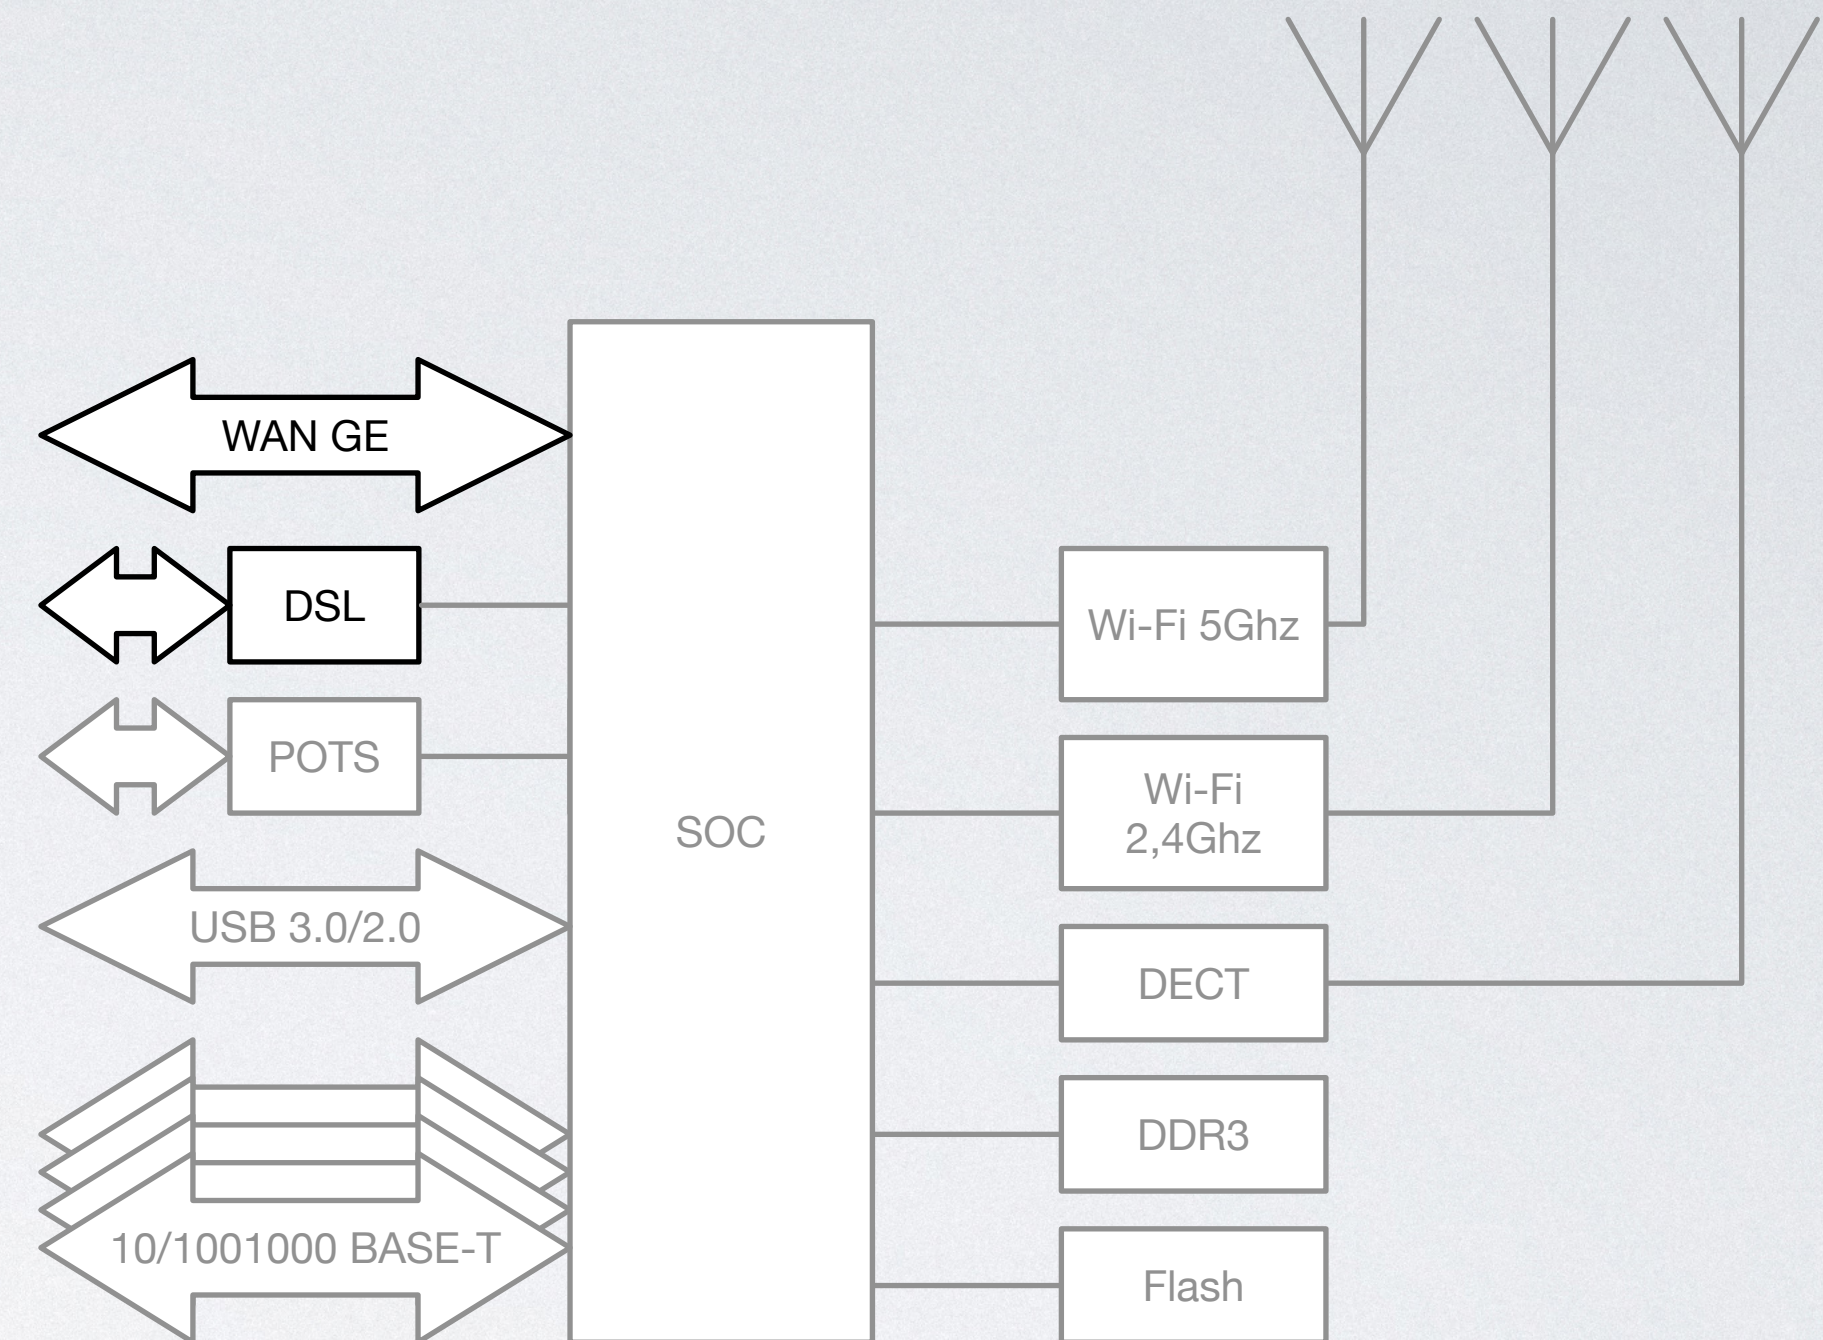 WAN GE
DSL
POTS
USB 3.0/2.0
10/1001000 BASE-T
SOC
Wi-Fi 5Ghz
Wi-Fi
2,4Ghz
DECT
DDR3
Flash